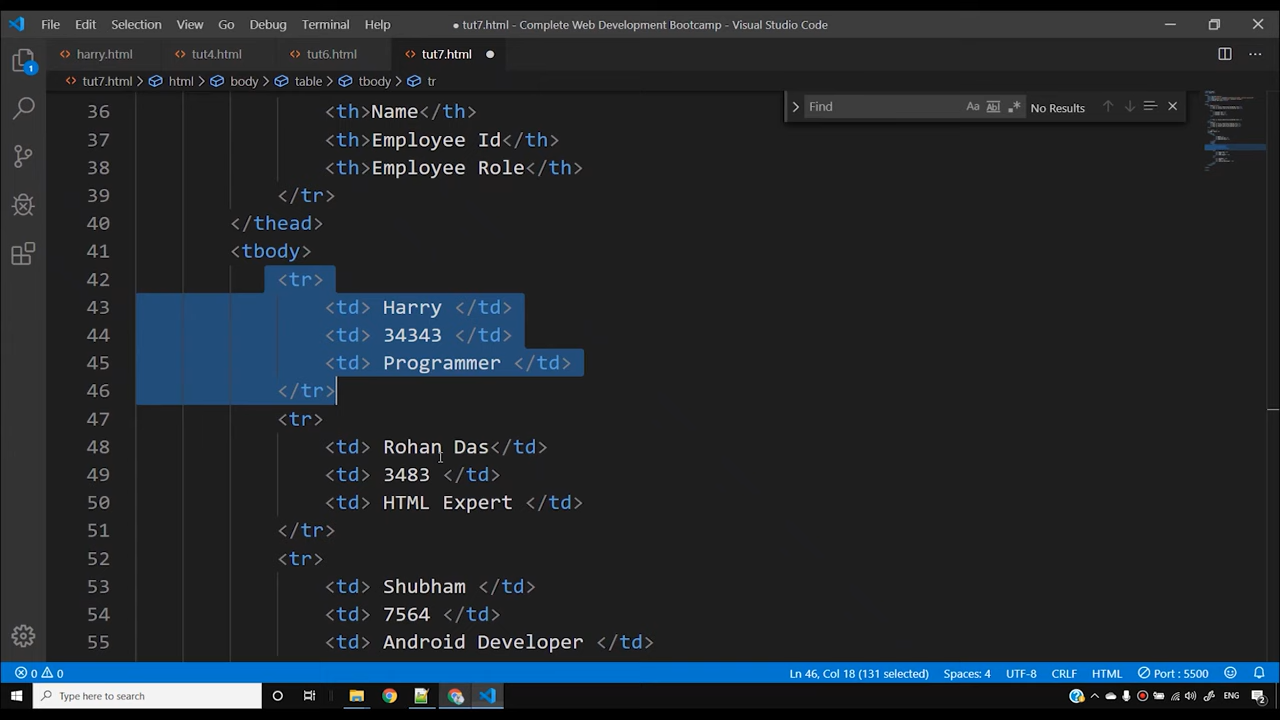 File Edit Selection View Go Debug Terminal Help
● tut7.html - Complete Web Development Bootcamp - Visual Studio Code
harry.html tut4.html tut6.html tut7.html ●
tut7.html > html > body > table > tbody > tr
Find Aa Abl .* No Results
36 <th>Name</th>
37 <th>Employee Id</th>
38 <th>Employee Role</th>
39 </tr>
40 </thead>
41 <tbody>
42 <tr>
43 <td> Harry </td>
44 <td> 34343 </td>
45 <td> Programmer </td>
46 </tr>
47 <tr>
48 <td> Rohan Das</td>
49 <td> 3483 </td>
50 <td> HTML Expert </td>
51 </tr>
52 <tr>
53 <td> Shubham </td>
54 <td> 7564 </td>
55 <td> Android Developer </td>
1
0 0 Ln 46, Col 18 (131 selected) Spaces: 4 UTF-8 CRLF HTML Port : 5500
Type here to search ENG 2